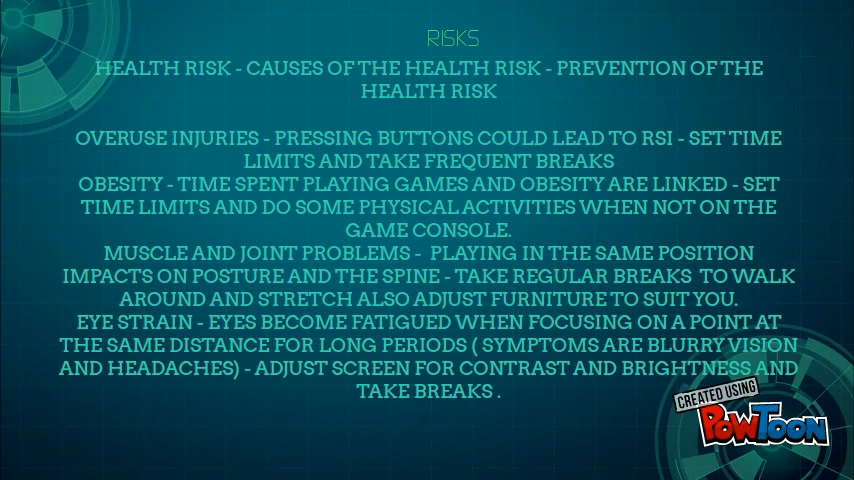 RISKS
HEALTH RISK - CAUSES OF THE HEALTH RISK - PREVENTION OF THE
HEALTH RISK
OVERUSE INJURIES - PRESSING BUTTONS COULD LEAD TO RSI - SET TIME
LIMITS AND TAKE FREQUENT BREAKS
OBESITY - TIME SPENT PLAYING GAMES AND OBESITY ARE LINKED - SET
TIME LIMITS AND DO SOME PHYSICAL ACTIVITIES WHEN NOT ON THE
GAME CONSOLE.
MUSCLE AND JOINT PROBLEMS - PLAYING IN THE SAME POSITION
IMPACTS ON POSTURE AND THE SPINE - TAKE REGULAR BREAKS TO WALK
AROUND AND STRETCH ALSO ADJUST FURNITURE TO SUIT YOU.
EYE STRAIN - EYES BECOME FATIGUED WHEN FOCUSING ON A POINT AT
THE SAME DISTANCE FOR LONG PERIODS ( SYMPTOMS ARE BLURRY VISION
AND HEADACHES) - ADJUST SCREEN FOR CONTRAST AND BRIGHTNESS AND
TAKE BREAKS .
CREATED USING
POWTOON